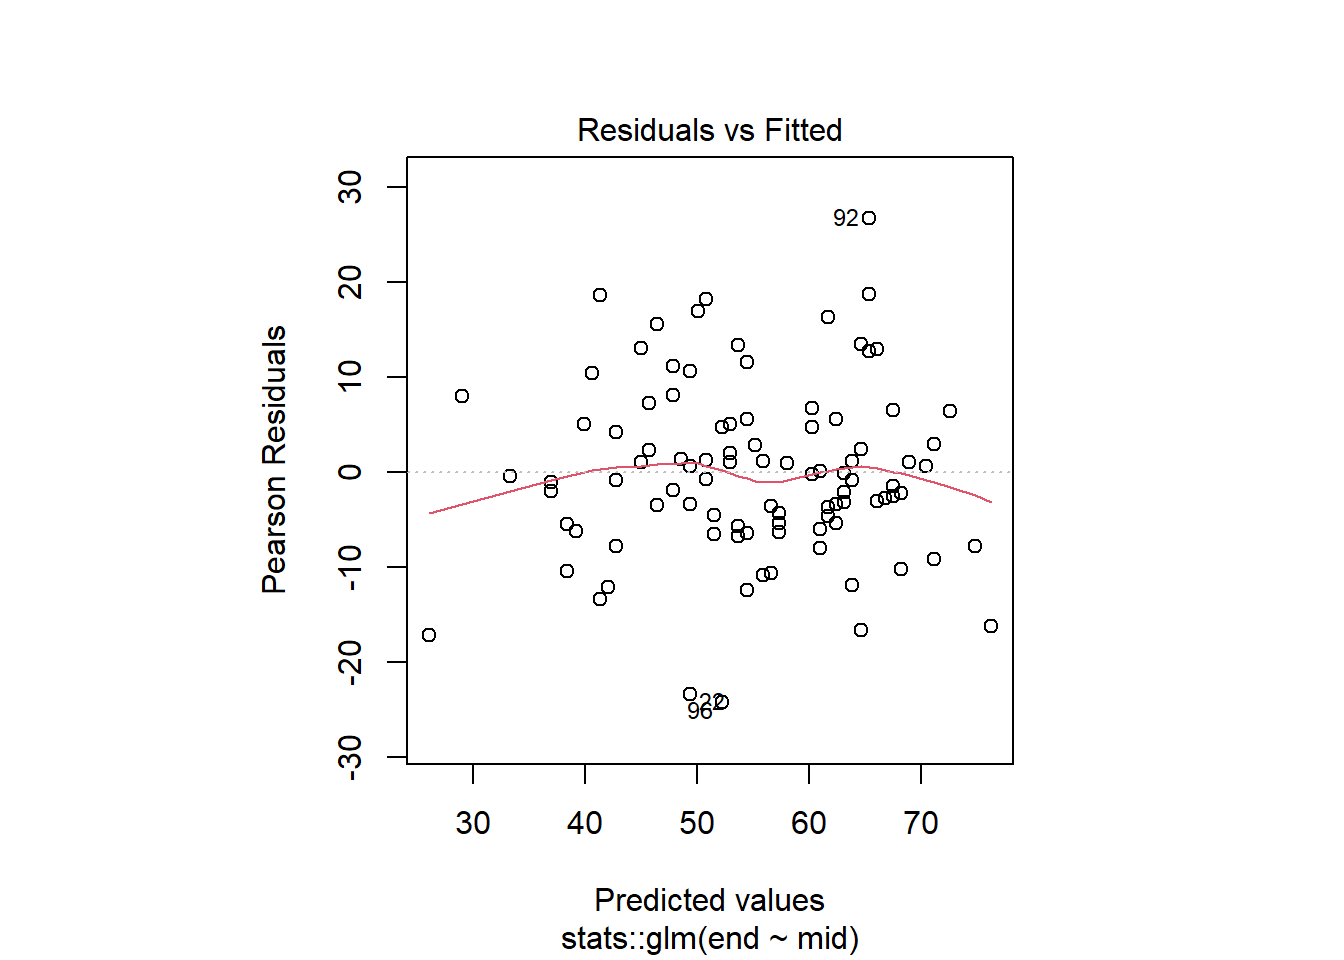 Residuals vs Fitted
Pearson Residuals
30
20
10
0
-10
-20
-30
92
22
96
30 40 50 60 70
Predicted values
stats::glm(end ~ mid)